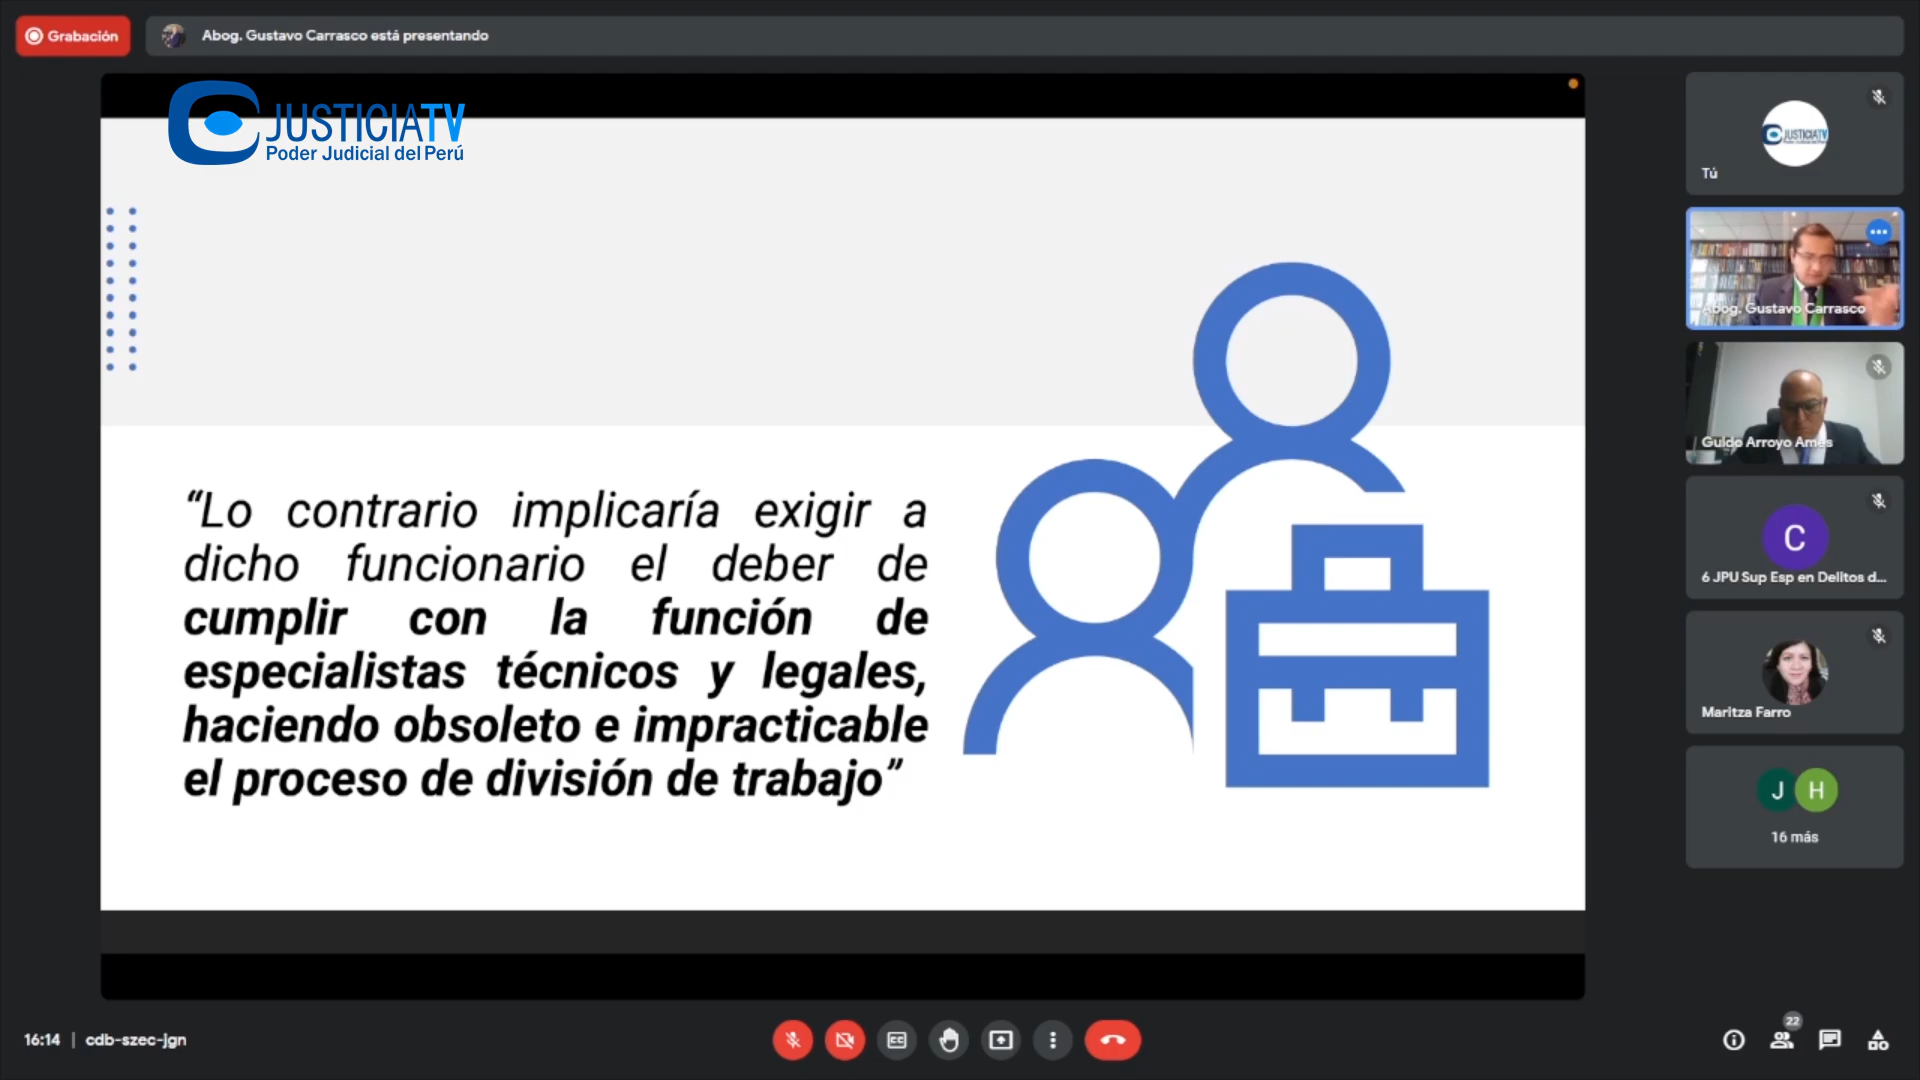 Grabación
Abog. Gustavo Carrasco está presentando
JUSTICIATV
Poder Judicial del Perú
“Lo contrario implicaría exigir a
dicho funcionario el deber de
cumplir con la función de
especialistas técnicos y legales,
haciendo obsoleto e impracticable
el proceso de división de trabajo”
JUSTICIATV
Tú
Abog. Gustavo Carrasco
Guido Arroyo Ames
C
6 JPU Sup Esp en Delitos d...
Maritza Farro
J H
16 más
16:14 | cdb-szec-jgn
22